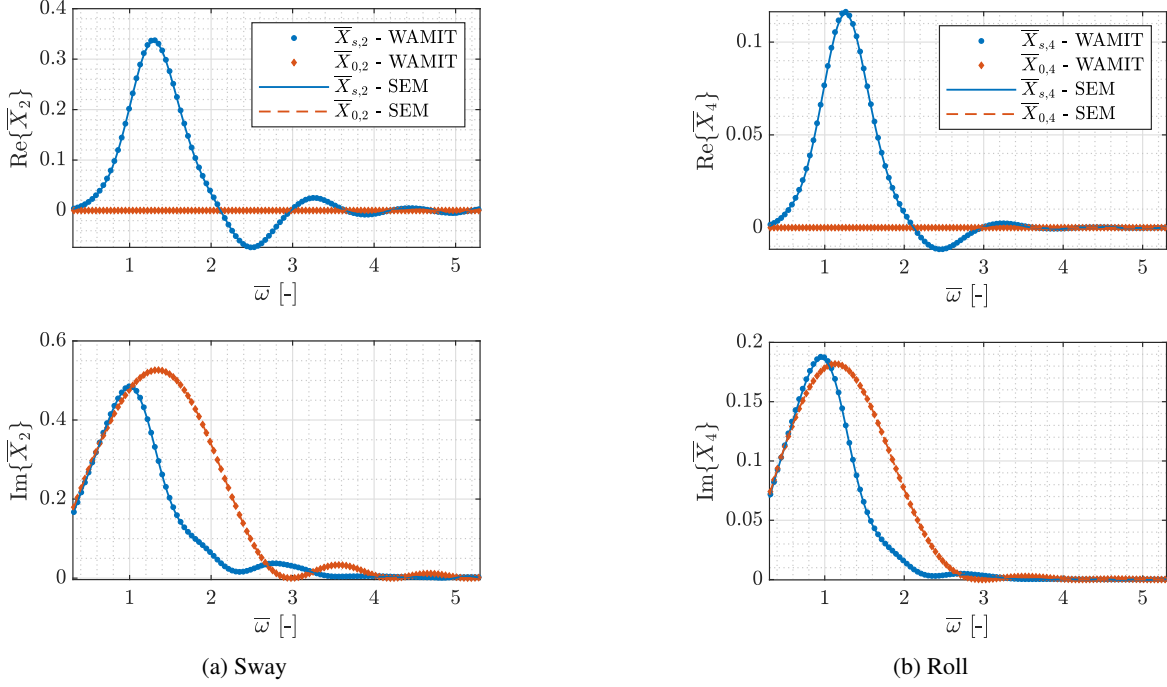 0.4
0.3
0.2
0.1
0
Re{X̅₂}
1 2 3 4 5
ω̅ [-]
X̅ₛ,₂ - WAMIT
X̅₀,₂ - WAMIT
X̅ₛ,₂ - SEM
X̅₀,₂ - SEM
0.1
0.05
0
Re{X̅₄}
1 2 3 4 5
ω̅ [-]
X̅ₛ,₄ - WAMIT
X̅₀,₄ - WAMIT
X̅ₛ,₄ - SEM
X̅₀,₄ - SEM
0.6
0.4
0.2
0
Im{X̅₂}
1 2 3 4 5
ω̅ [-]
(a) Sway
0.2
0.15
0.1
0.05
0
Im{X̅₄}
1 2 3 4 5
ω̅ [-]
(b) Roll